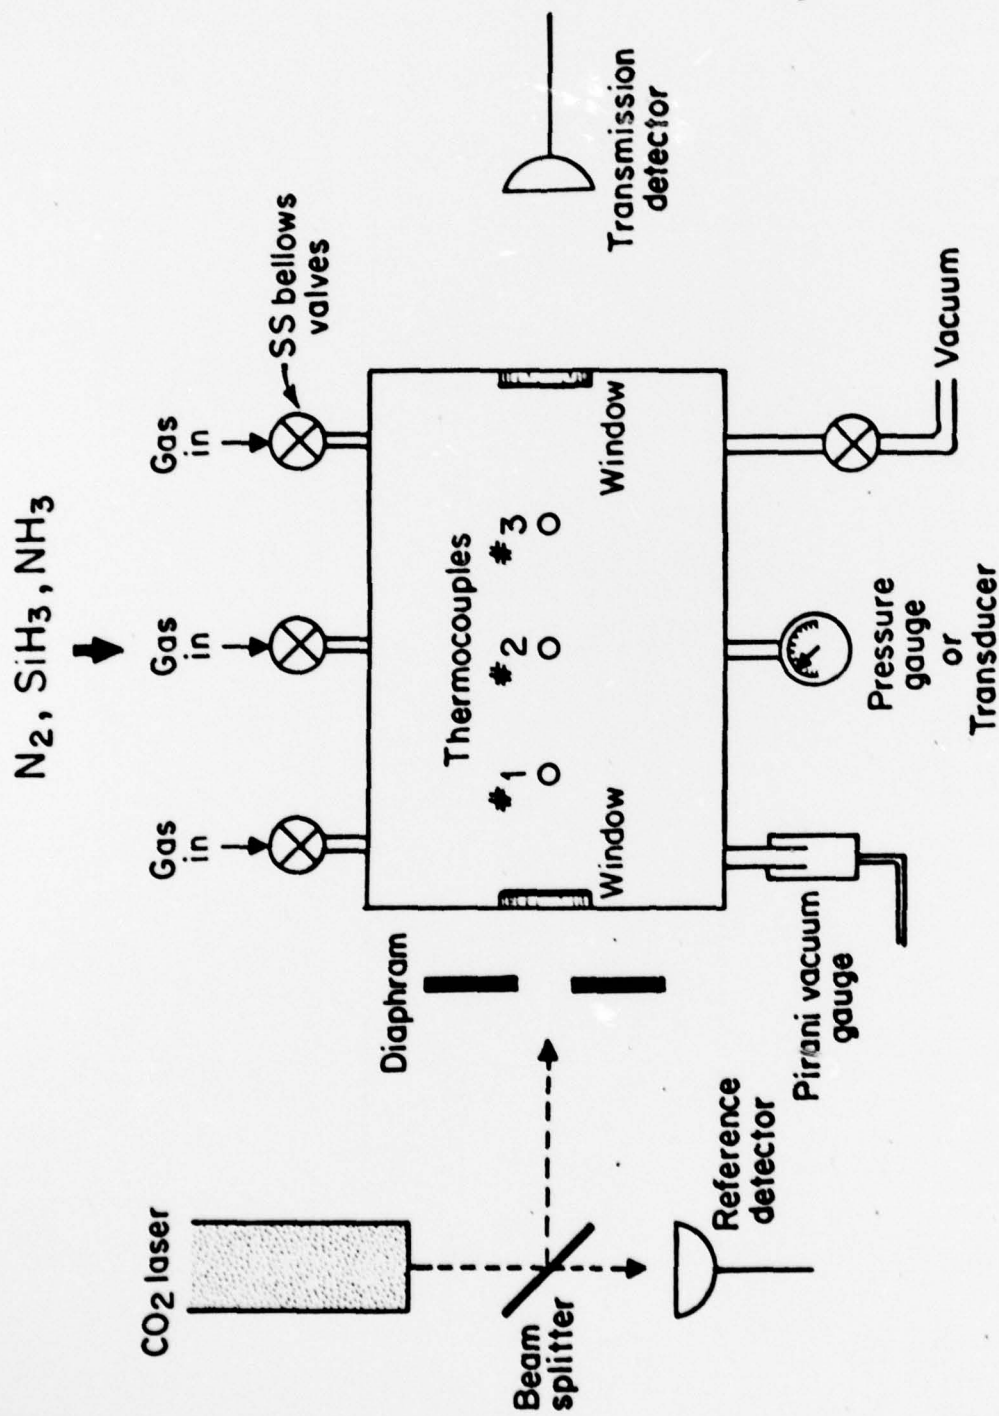 N2, SiH3, NH3
Gas
in
Gas
in
Gas
in
SS bellows
valves
CO2 laser
Diaphram
Thermocouples
#1
#2
#3
Beam
splitter
Window
Window
Transmission
detector
Reference
detector
Pirani vacuum
gauge
Pressure
gauge
or
Transducer
Vacuum